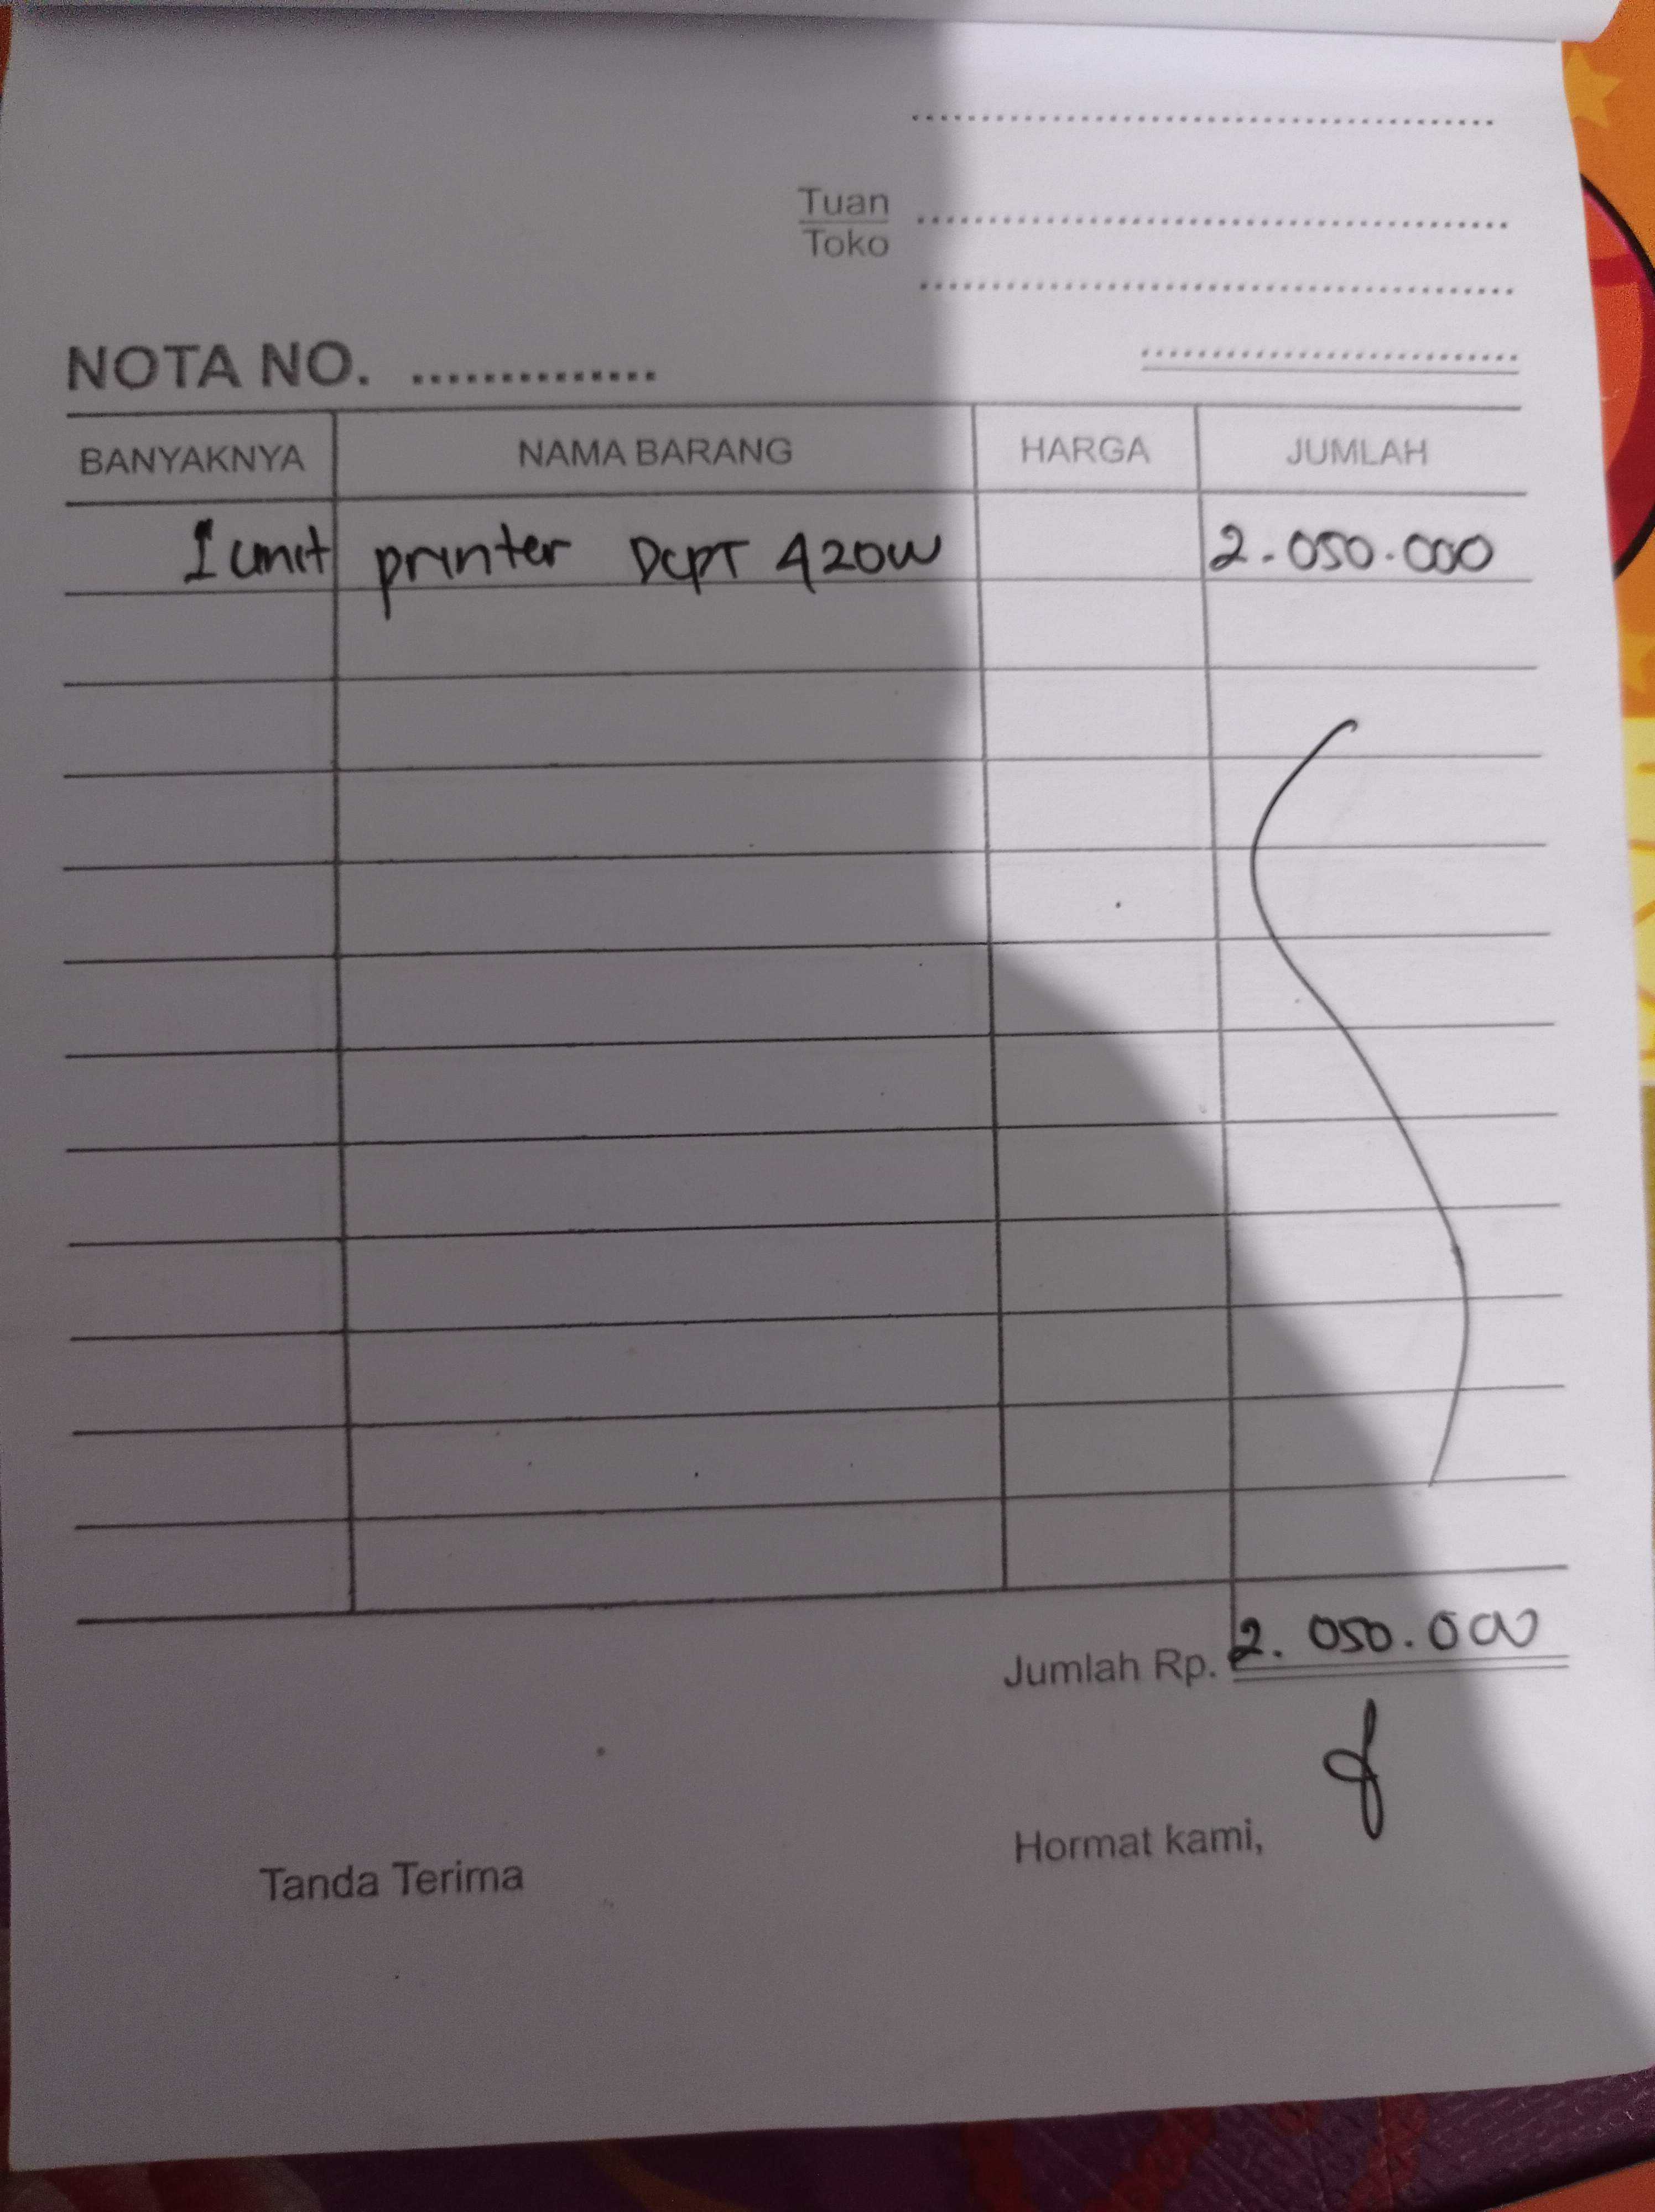 Tuan
Toko
NOTA NO. ...............
BANYAKNYA NAMA BARANG HARGA JUMLAH
1 unit printer DCPT 420W 2.050.000
Jumlah Rp. 2.050.000
Hormat kami,
Tanda Terima